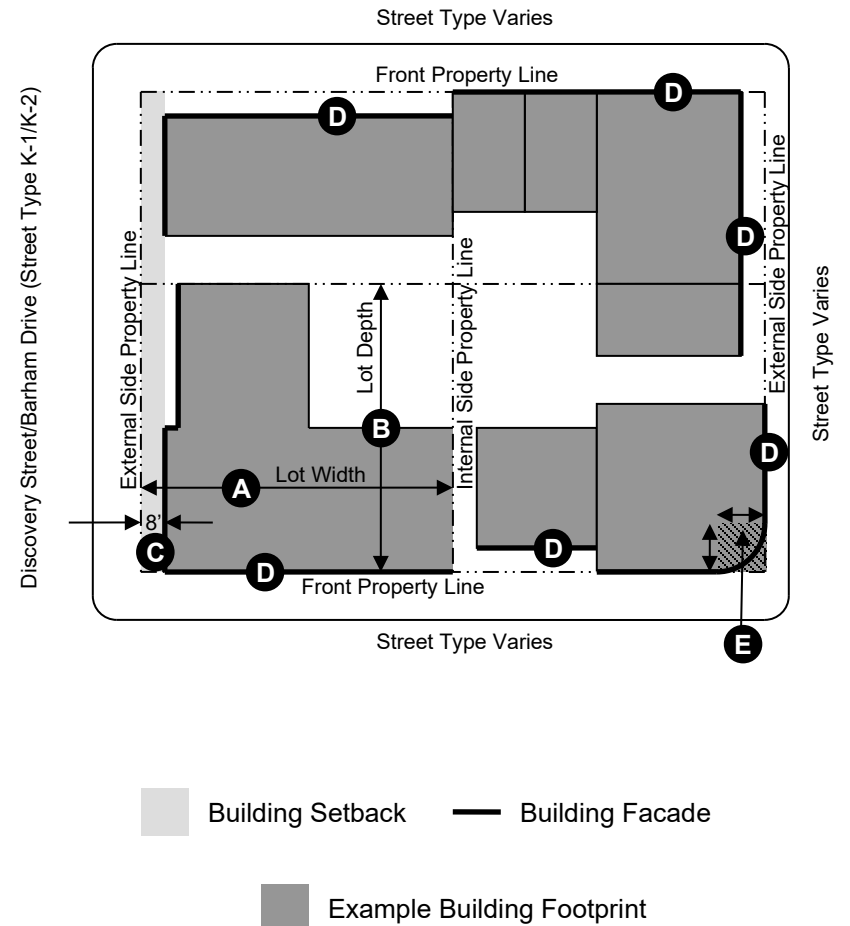 Street Type Varies
Discovery Street/Barham Drive (Street Type K-1/K-2)
Front Property Line
D
D
External Side Property Line
External Side Property Line
D
Street Type Varies
Internal Side Property Line
Lot Depth
B
D
Lot Width
A
8'
C
D
D
Front Property Line
E
Street Type Varies
Building Setback
Building Facade
Example Building Footprint